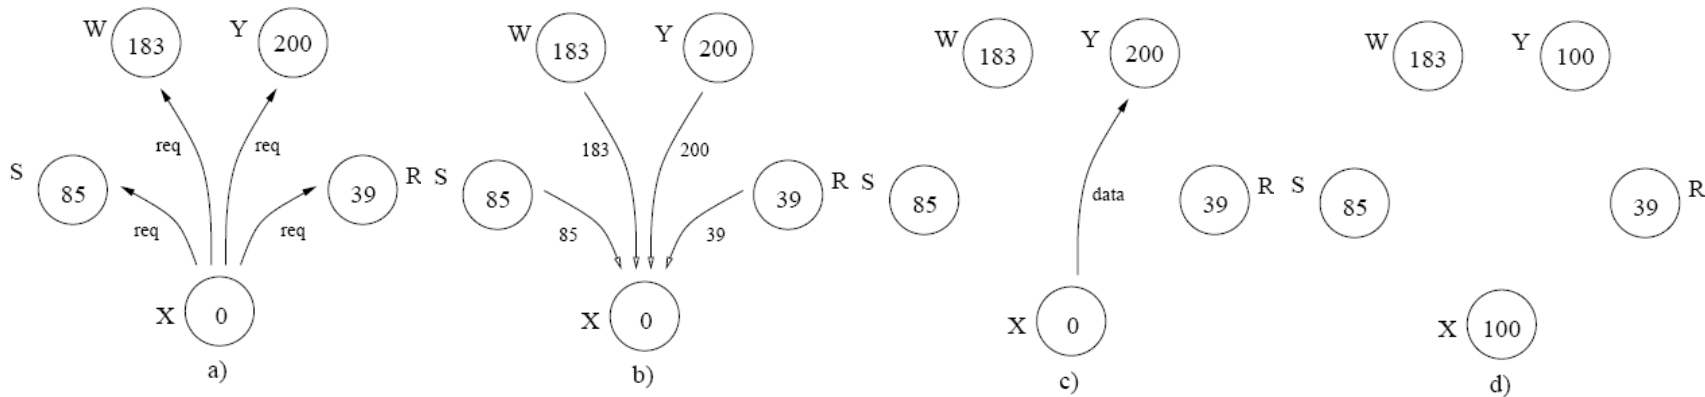 W 183 Y 200
req req
S 85 39 R
req req
X 0
a)
W 183 Y 200
183 200
S 85 39 R
85 39
X 0
b)
W 183 Y 200
S 85 39 R
data
X 0
c)
W 183 Y 100
S 85 39 R
X 100
d)